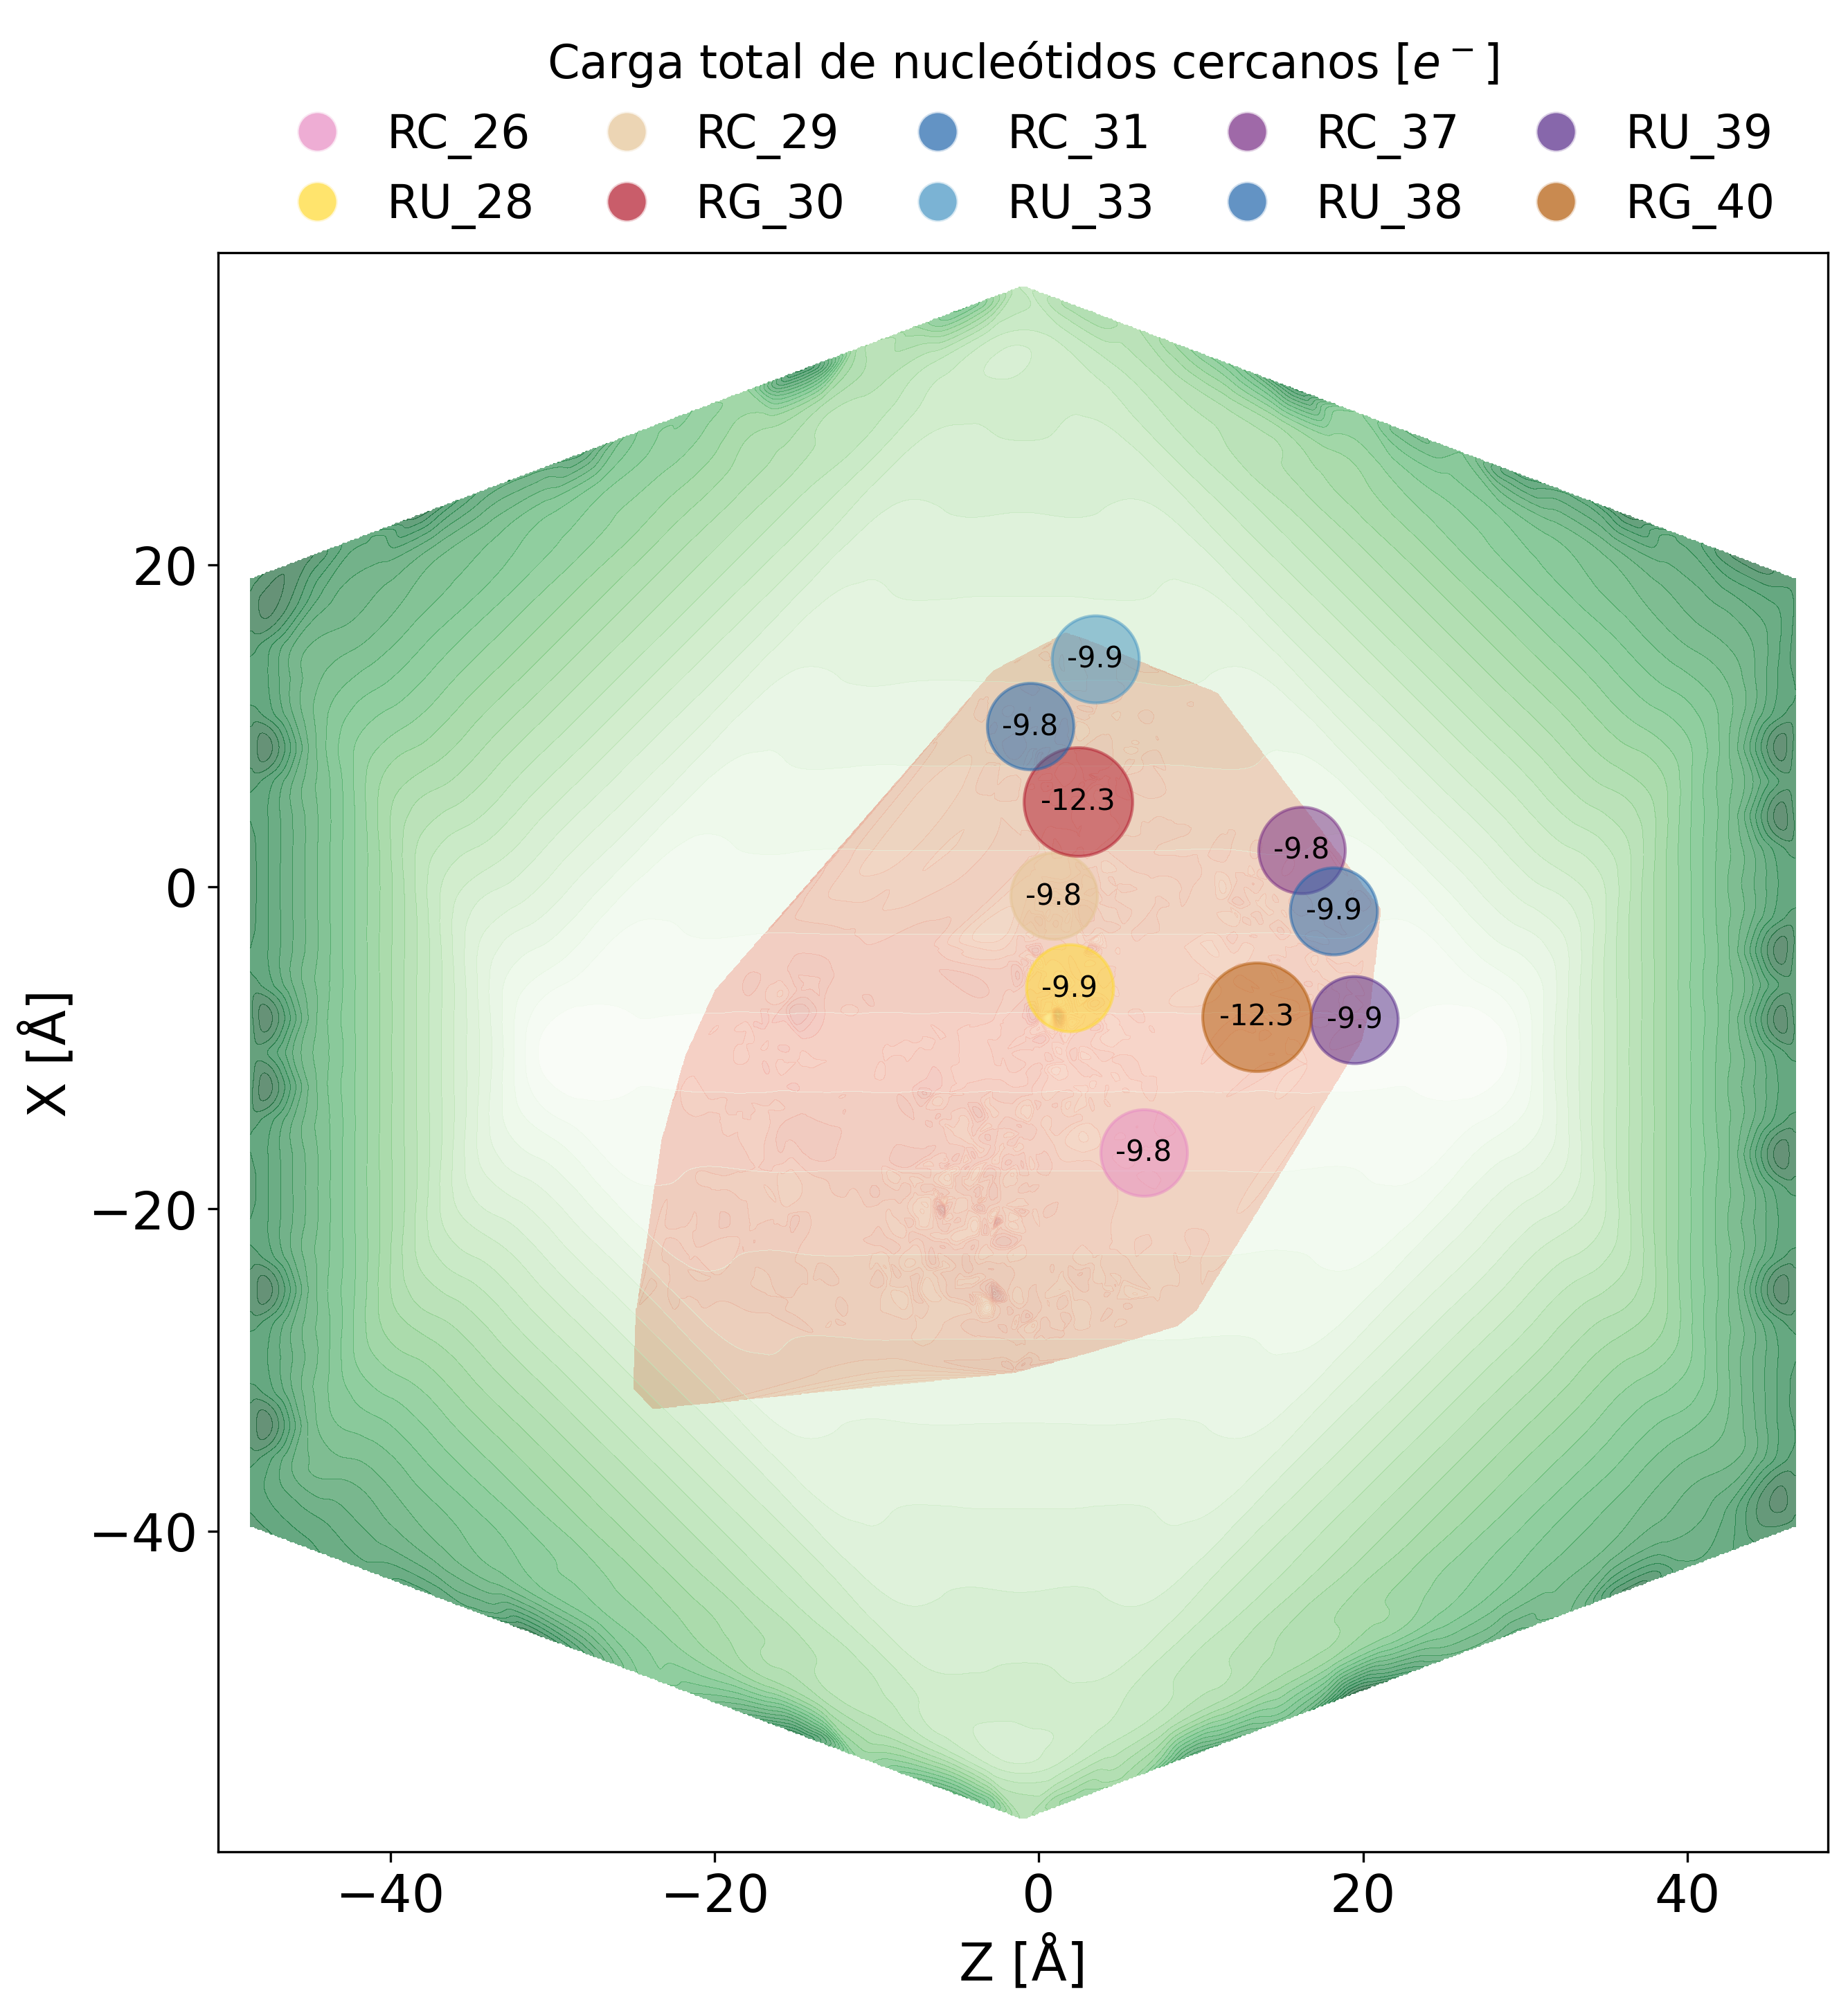 Carga total de nucleótidos cercanos [e⁻]
RC_26 RC_29 RC_31 RC_37 RU_39
RU_28 RG_30 RU_33 RU_38 RG_40
20
-9.9
-9.8
-12.3
-9.8
0
-9.8
-9.9
-9.9
-12.3
-9.9
X [Å]
-9.8
−20
−40
−40 −20 0 20 40
Z [Å]